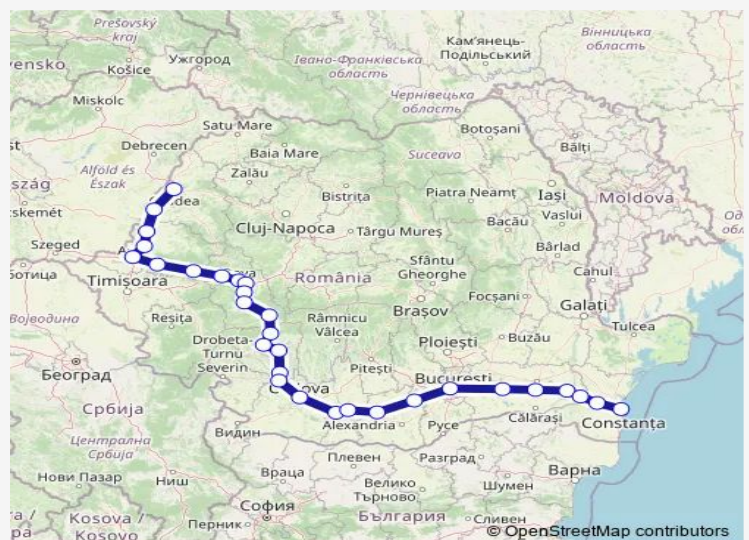 Prešovský
kraj
Кам'янець-
Подільський
Вінницька
область
Košice
Ужгород
Івано-Франківська
область
Miskolc
Чернівецька
область
Satu Mare
Botoșani
Debrecen
Baia Mare
Suceava
Bălți
Alföld és
Észak
Zalău
Bistrița
Piatra Neamț
Iași
Moldova
Vaslui
Cluj-Napoca
Târgu Mureș
Bacău
Szeged
Bârlad
Sfântu
Gheorghe
Cahul
România
Timișoara
Focșani
Galați
Reșița
Râmnicu
Vâlcea
Brașov
Tulcea
Војводина
Drobeta-
Turnu
Severin
Ploiești
Buzău
Београд
Pitești
București
Србија
Călărași
Constanța
Видин
Alexandria
Русе
Централна
Србија
Плевен
Разград
Враца
Варна
Нови Пазар
Ниш
Велико
Търново
Шумен
София
Kosova /
Kosovo
Перник
България
Сливен
© OpenStreetMap contributors